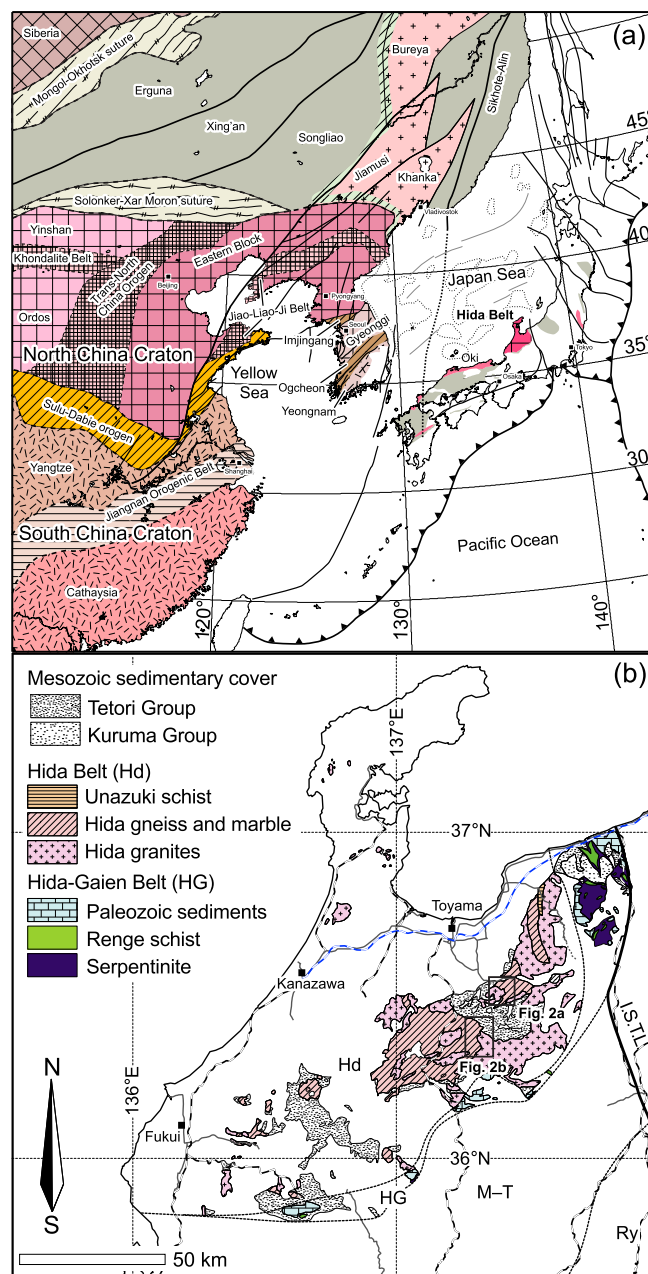 (a)
Siberia
Mongol-Okhotsk suture
Bureya
Sikhote-Alin
Erguna
Xing'an
Songliao
45°
Jiamusi
Khanka
Solonker-Xar Moron suture
Vladivostok
Yinshan
Eastern Block
40°
Khondalite Belt
Trans-North
China Orogen
Beijing
Japan Sea
Pyongyang
Jiao-Liao-Ji Belt
Ordos
Hida Belt
Seoul
Imjingang
Gyeonggi
North China Craton
Oki
Tokyo
35°
Yellow
Sea
Osaka
Ogcheon
Sulu-Dabie orogen
Yeongnam
Yangtze
Shanghai
30°
Jiangnan Orogenic Belt
South China Craton
Pacific Ocean
Cathaysia
120°
130°
140°
(b)
Mesozoic sedimentary cover
Tetori Group
Kuruma Group
137°E
Hida Belt (Hd)
Unazuki schist
Hida gneiss and marble
Hida granites
37°N
Hida-Gaien Belt (HG)
Paleozoic sediments
Renge schist
Serpentinite
Toyama
Kanazawa
Fig. 2a
I.S.T.L.
N
Hd
Fig. 2b
136°E
Fukui
36°N
S
HG
M–T
Ry
50 km